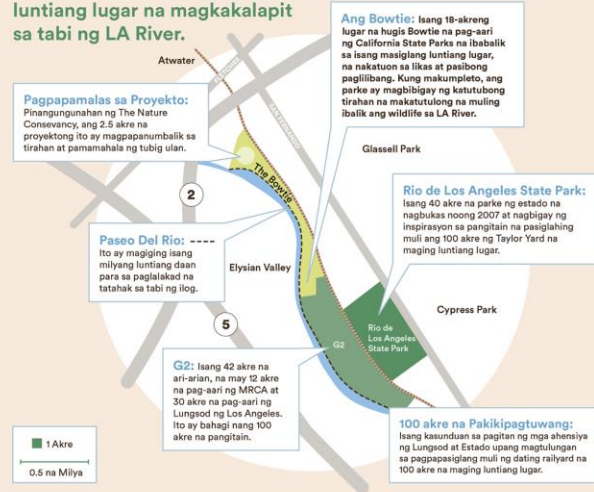 luntiang lugar na magkakalapit
sa tabi ng LA River.
Ang Bowtie: Isang 18-akreng
lugar na hugis Bowtie na pag-aari
ng California State Parks na ibabalik
sa isang masiglang luntiang lugar,
na nakatuon sa likas at pasibong
paglilibang. Kung makumpleto, ang
parke ay magbibigay ng katutubong
tirahan na makatutulong na muling
ibalik ang wildlife sa LA River.
Atwater
FLETCHER
SAN FERNANDO
Pagpapamalas sa Proyekto:
Pinangungunahan ng The Nature
Consevancy, ang 2.5 akre na
proyektong ito ay magpapanumbalik sa
tirahan at pamamahala ng tubig ulan.
Glassell Park
The Bowtie
2
Rio de Los Angeles State Park:
Isang 40 akre na parke ng estado na
nagbukas noong 2007 at nagbigay ng
inspirasyon sa pangitain na pasiglahing
muli ang 100 akre ng Taylor Yard na
maging luntiang lugar.
Paseo Del Rio:
Ito ay magiging isang
milyang luntiang daan
para sa paglalakad na
tatahak sa tabi ng ilog.
Elysian Valley
Cypress Park
5
G2
Rio de
Los Angeles
State Park
G2: Isang 42 akre na
ari-arian, na may 12 akre
na pag-aari ng MRCA at
30 akre na pag-aari ng
Lungsod ng Los Angeles.
Ito ay bahagi nang 100
akre na pangitain.
100 akre na Pakikipagtuwang:
Isang kasunduan sa pagitan ng mga ahensiya
ng Lungsod at Estado upang magtulungan
sa pagpapasiglang muli ng dating railyard na
100 akre na maging luntiang lugar.
1 Akre
0.5 na Milya